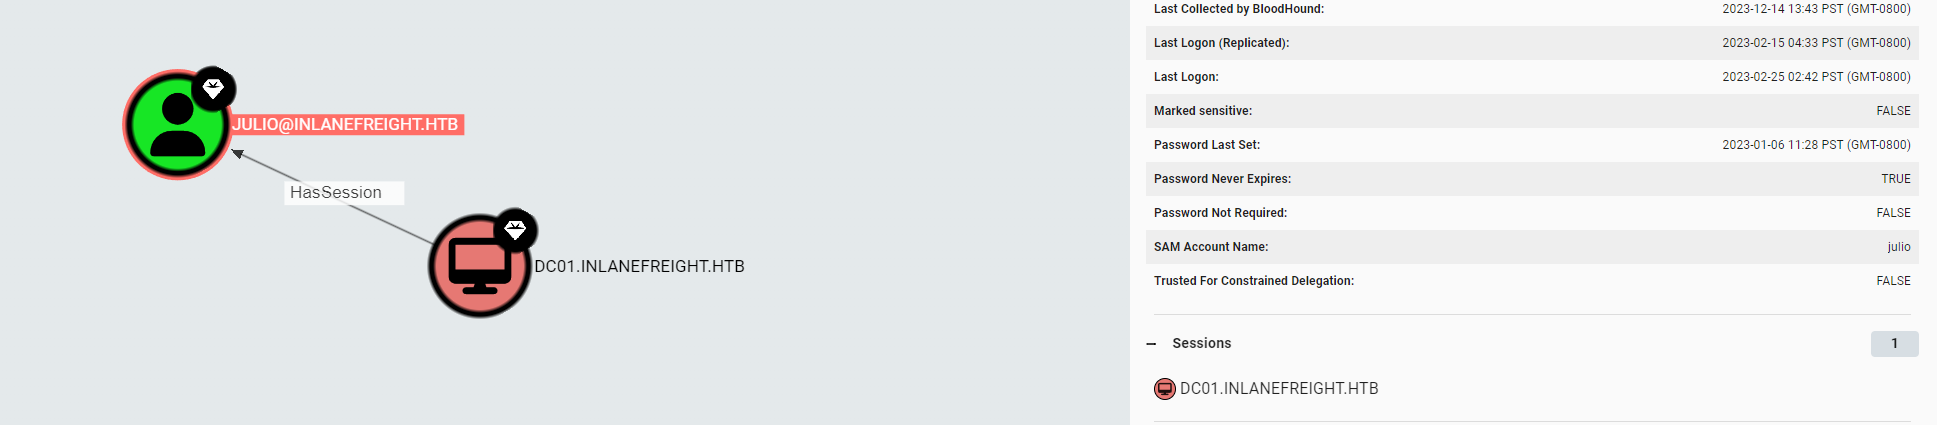 JULIO@INLANEFREIGHT.HTB
HasSession
DC01.INLANEFREIGHT.HTB
Last Collected by BloodHound: 2023-12-14 13:43 PST (GMT-0800)
Last Logon (Replicated): 2023-02-15 04:33 PST (GMT-0800)
Last Logon: 2023-02-25 02:42 PST (GMT-0800)
Marked sensitive: FALSE
Password Last Set: 2023-01-06 11:28 PST (GMT-0800)
Password Never Expires: TRUE
Password Not Required: FALSE
SAM Account Name: julio
Trusted For Constrained Delegation: FALSE
Sessions 1
DC01.INLANEFREIGHT.HTB